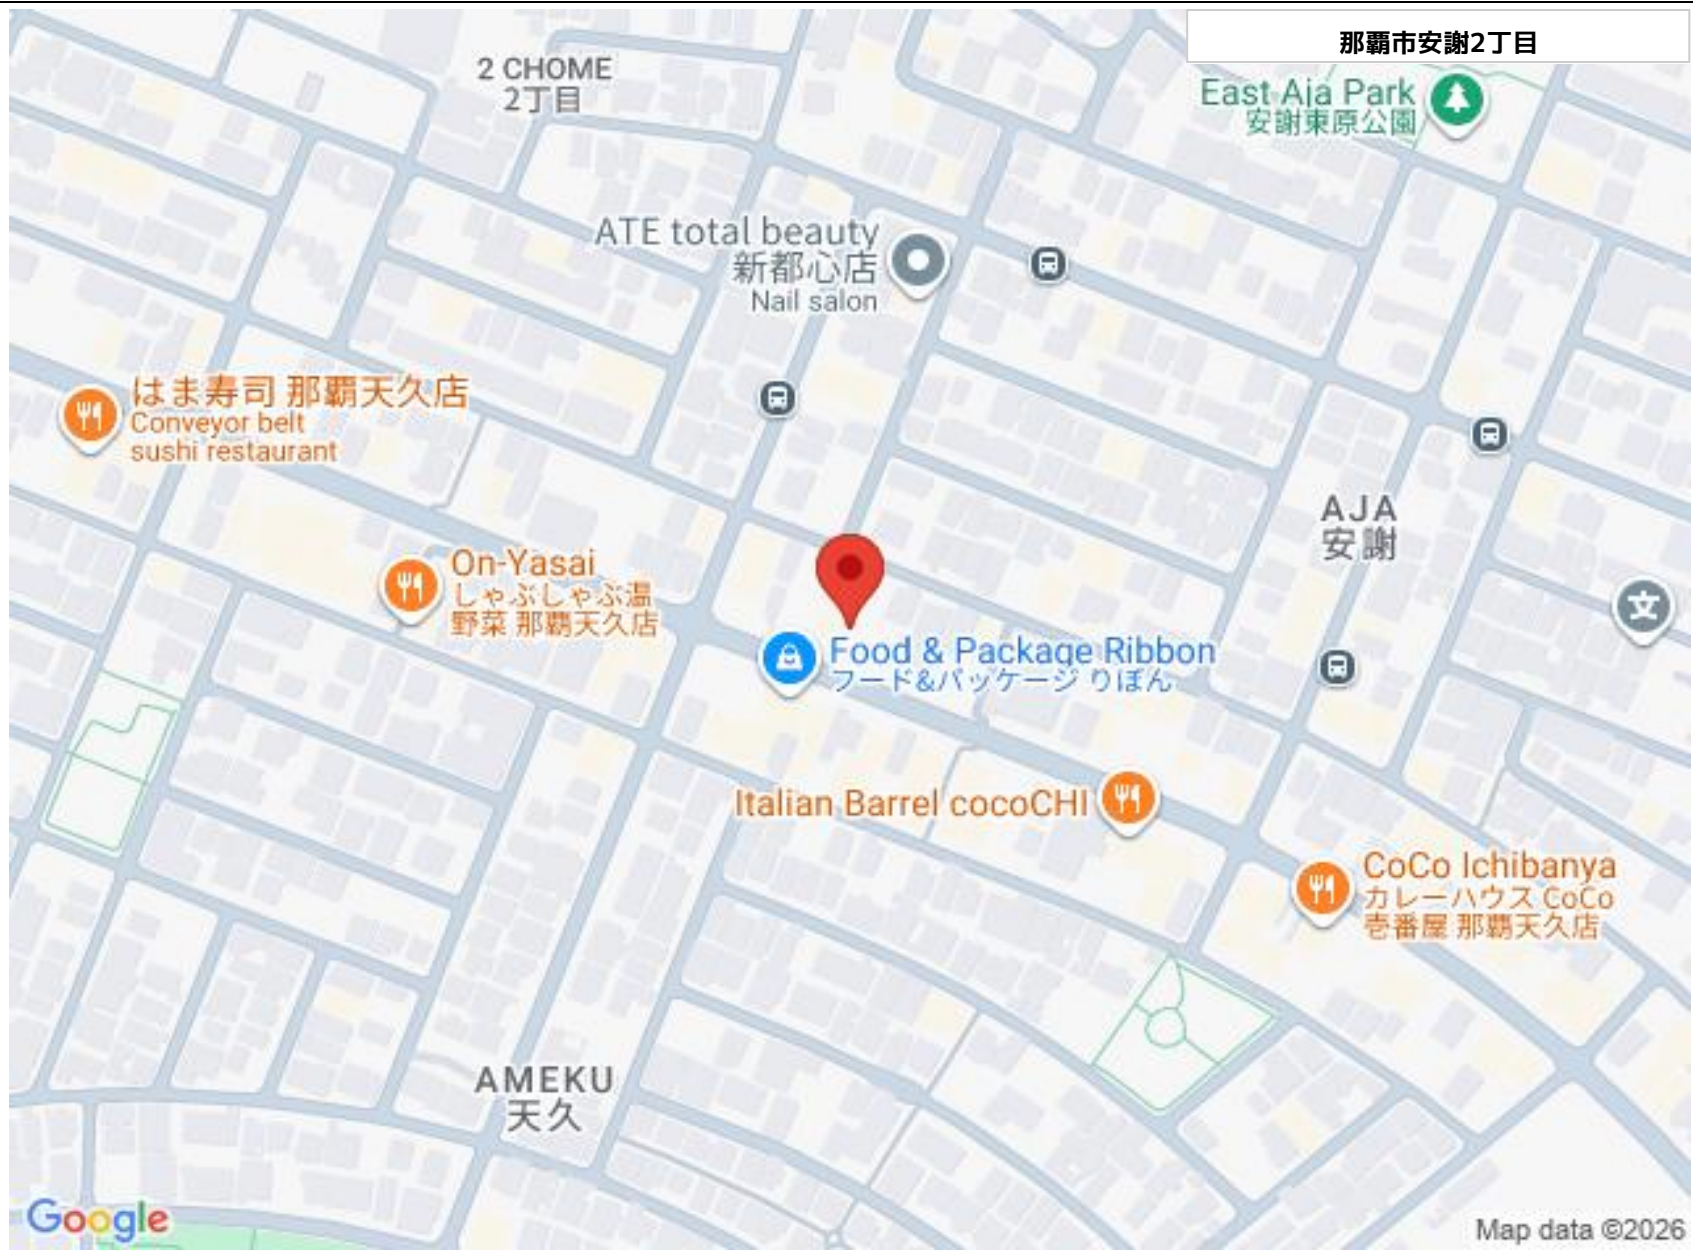 那覇市安謝2丁目
2 CHOME
2丁目
East Aja Park
安謝東原公園
ATE total beauty
新都心店
Nail salon
はま寿司 那覇天久店
Conveyor belt
sushi restaurant
AJA
安謝
On-Yasai
しゃぶしゃぶ温
野菜 那覇天久店
文
Food & Package Ribbon
フード&パッケージ りぼん
Italian Barrel cocoCHI
CoCo Ichibanya
カレーハウス CoCo
壱番屋 那覇天久店
AMEKU
天久
Google
Map data ©2026